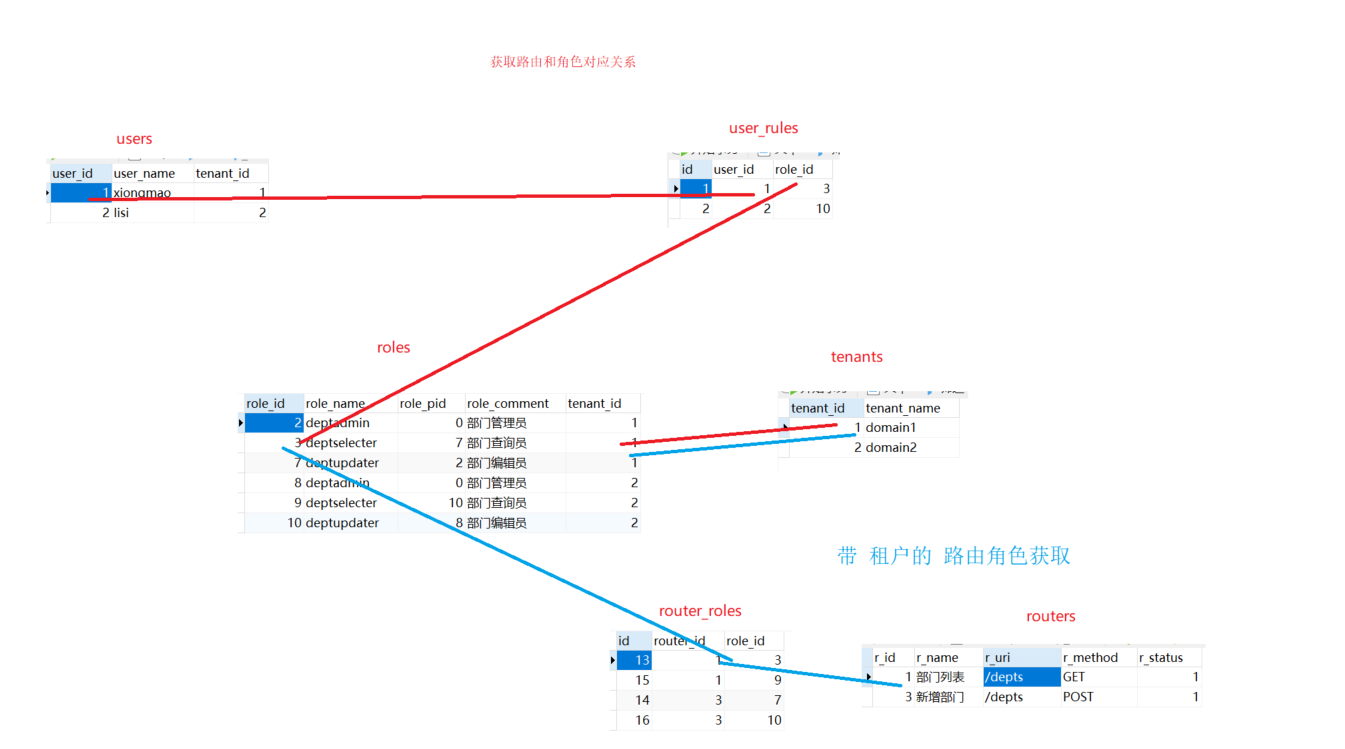 获取路由和角色对应关系
users
user_rules
user_id user_name tenant_id
1 xiongmao 1
2 lisi 2
id user_id role_id
1 1 3
2 2 10
roles
tenants
role_id role_name role_pid role_comment tenant_id
2 deptadmin 0 部门管理员 1
3 deptselecter 7 部门查询员 1
7 deptupdater 2 部门编辑员 1
8 deptadmin 0 部门管理员 2
9 deptselecter 10 部门查询员 2
10 deptupdater 8 部门编辑员 2
tenant_id tenant_name
1 domain1
2 domain2
带 租户的 路由角色获取
router_roles
routers
id router_id role_id
13 1 3
15 1 9
14 3 7
16 3 10
r_id r_name r_uri r_method r_status
1 部门列表 /depts GET 1
3 新增部门 /depts POST 1